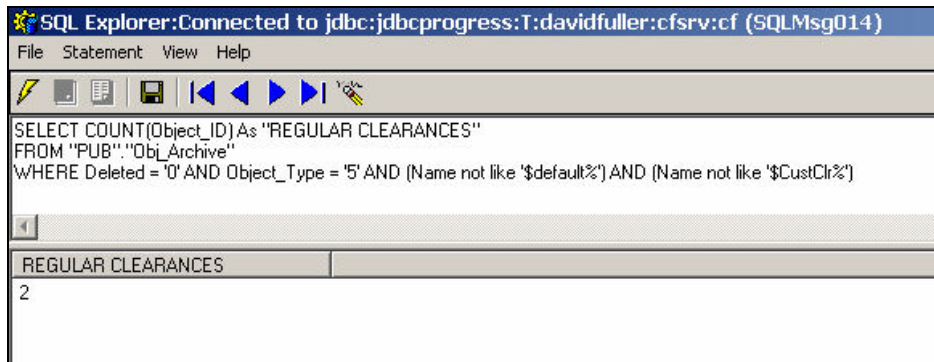 SQL Explorer:Connected to jdbc:jdbcprogress:T:davidfuller:cfsrv:cf (SQLMsg014)
File Statement View Help
SELECT COUNT(Object_ID) As "REGULAR CLEARANCES"
FROM "PUB"."Obj_Archive"
WHERE Deleted = '0' AND Object_Type = '5' AND (Name not like '$default%') AND (Name not like '$CustClr%')
REGULAR CLEARANCES
2